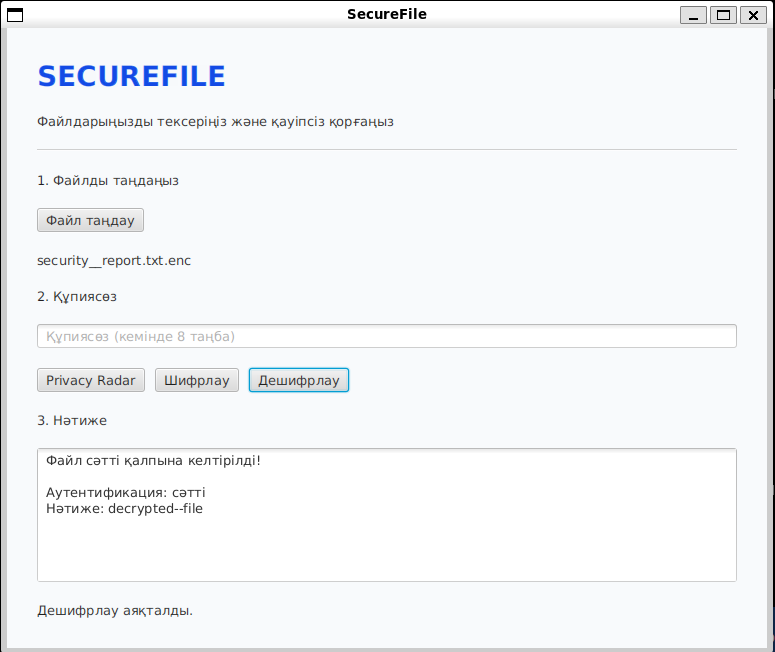 SecureFile
SECUREFILE
Файлдарыңызды тексеріңіз және қауіпсіз қорғаңыз
1. Файлды таңдаңыз
Файл таңдау
security__report.txt.enc
2. Құпиясөз
Құпиясөз (кемінде 8 таңба)
Privacy Radar Шифрлау Дешифрлау
3. Нәтиже
Файл сәтті қалпына келтірілді!
Аутентификация: сәтті
Нәтиже: decrypted--file
Дешифрлау аяқталды.